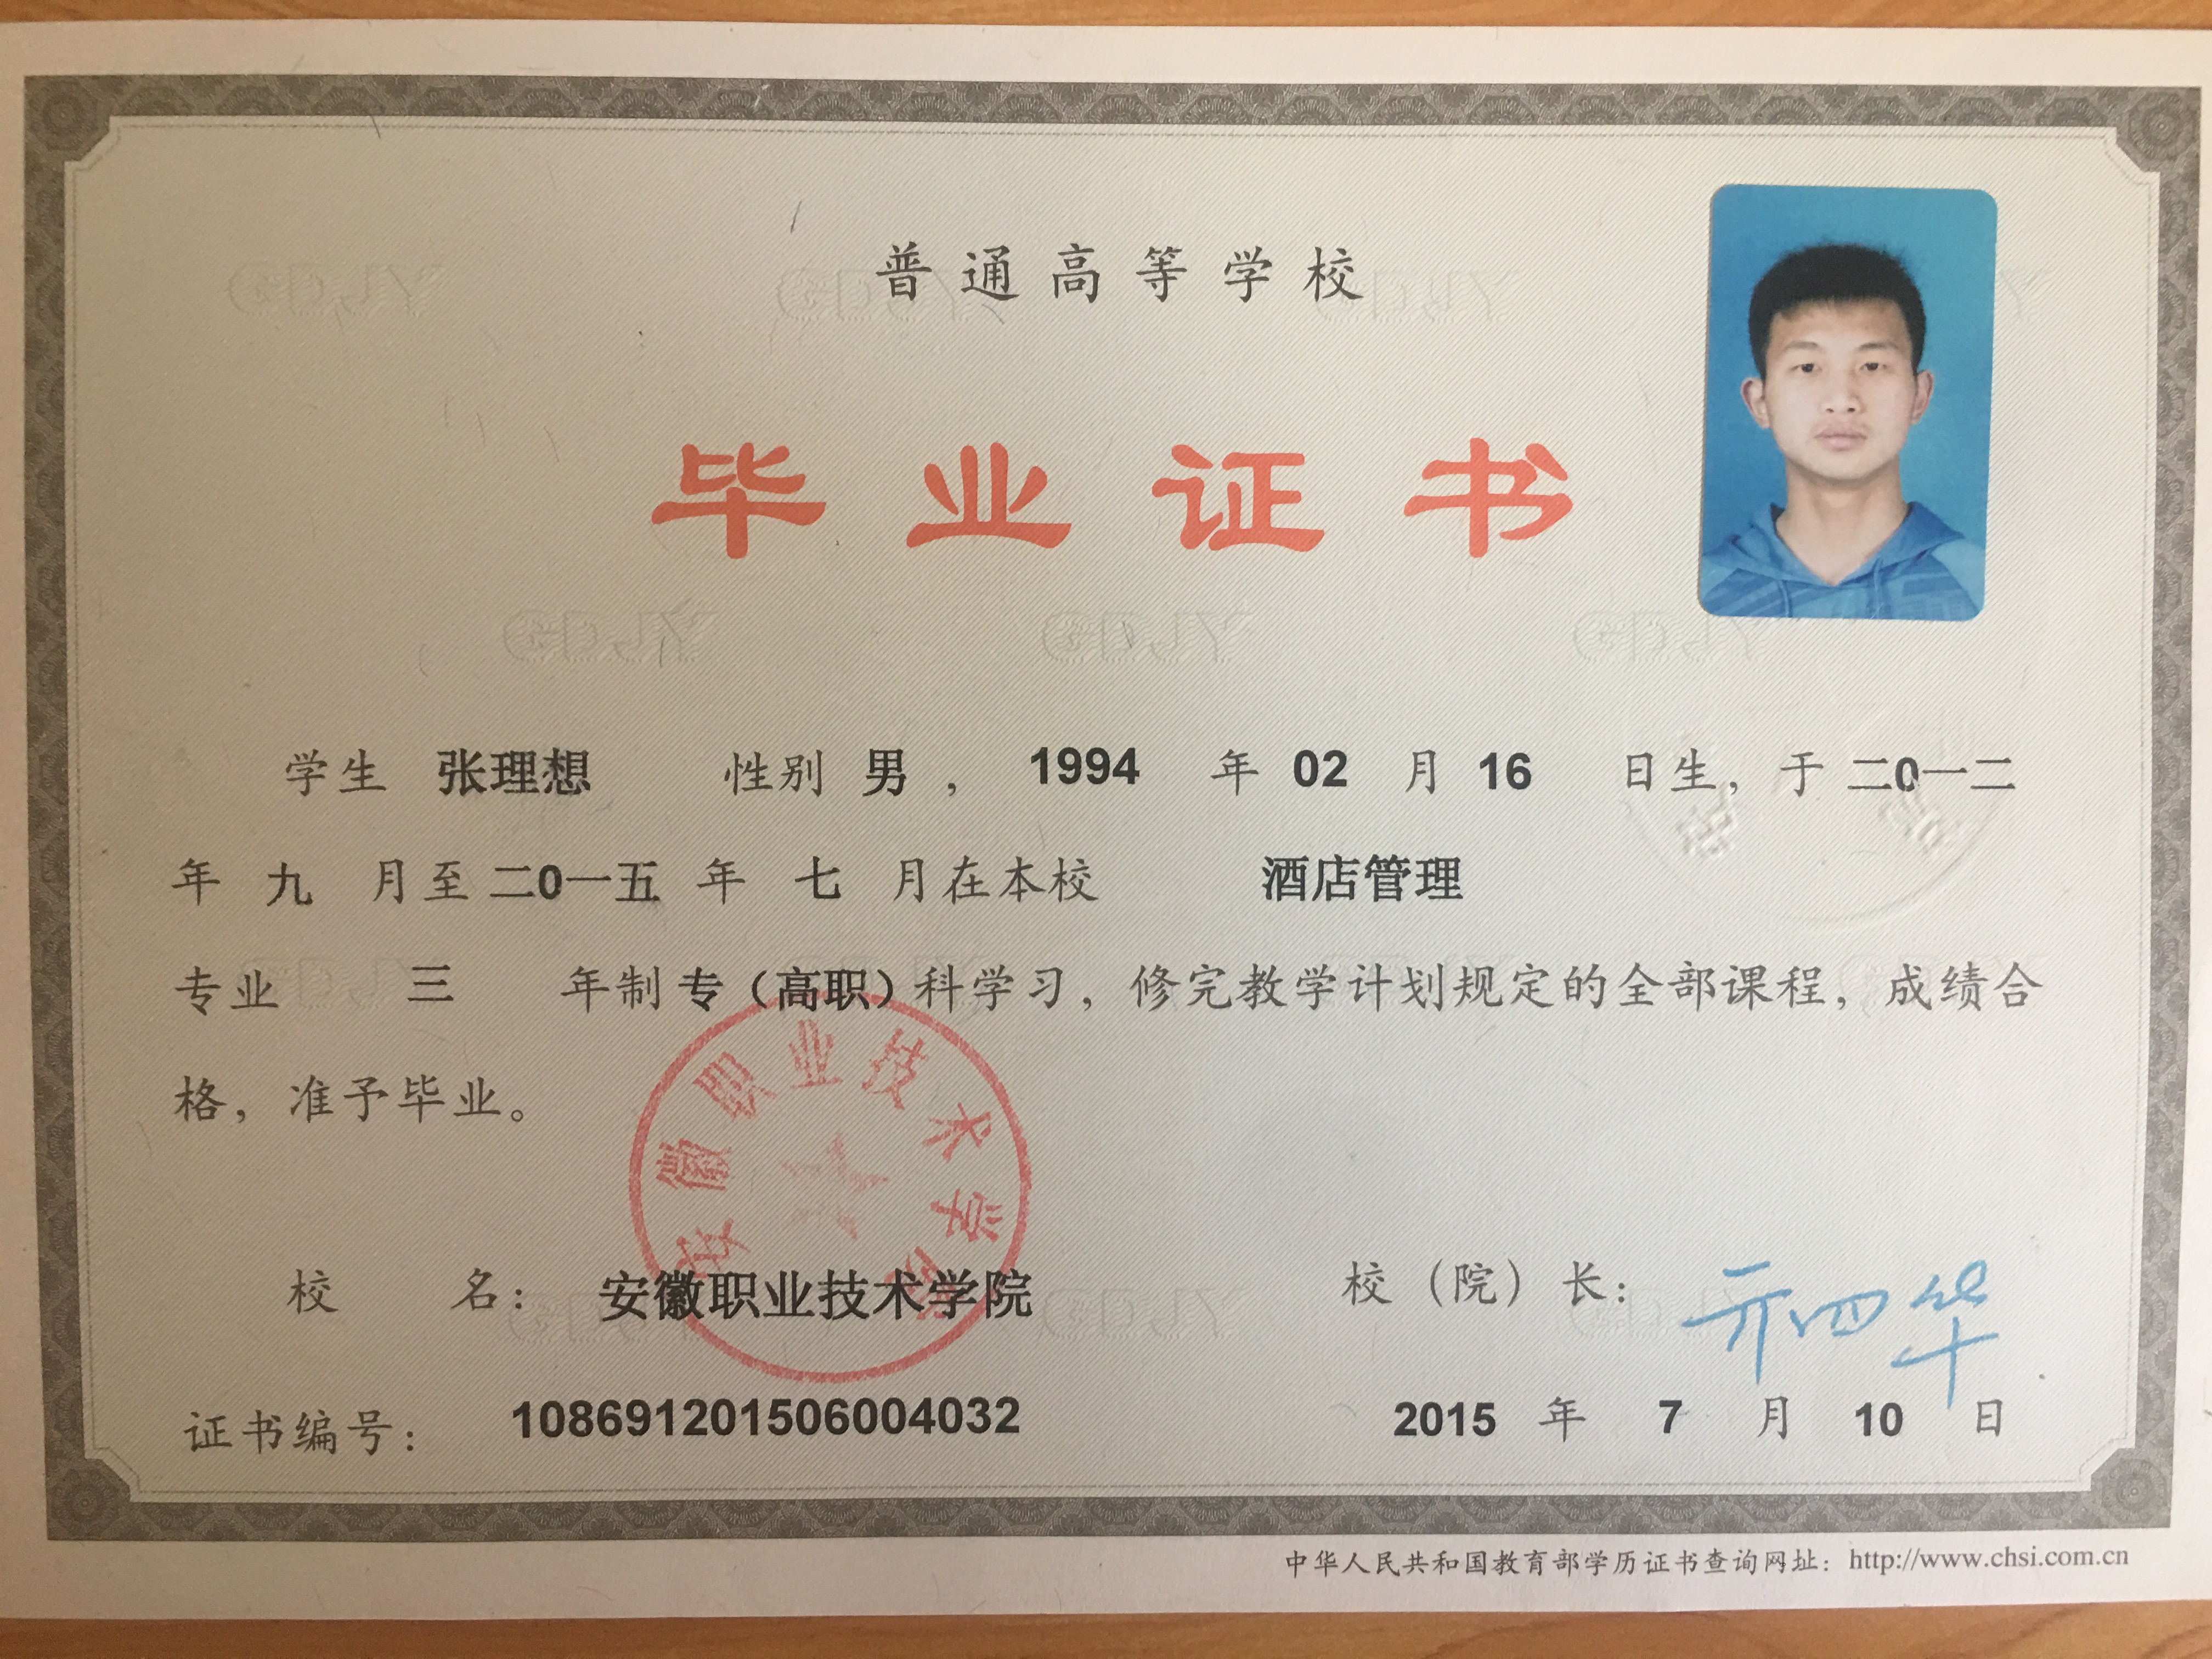 普通高等学校
毕业证书
学生 张理想 性别 男 ， 1994 年 02 月 16 日生，于 二0一二
年 九 月至 二0一五 年 七 月在本校 酒店管理
专业 三 年制 专（高职）科学习，修完教学计划规定的全部课程，成绩合
格，准予毕业。
安徽职业技术学院
校 名： 安徽职业技术学院 校（院）长：
证书编号： 108691201506004032 2015 年 7 月 10 日
中华人民共和国教育部学历证书查询网址：http://www.chsi.com.cn